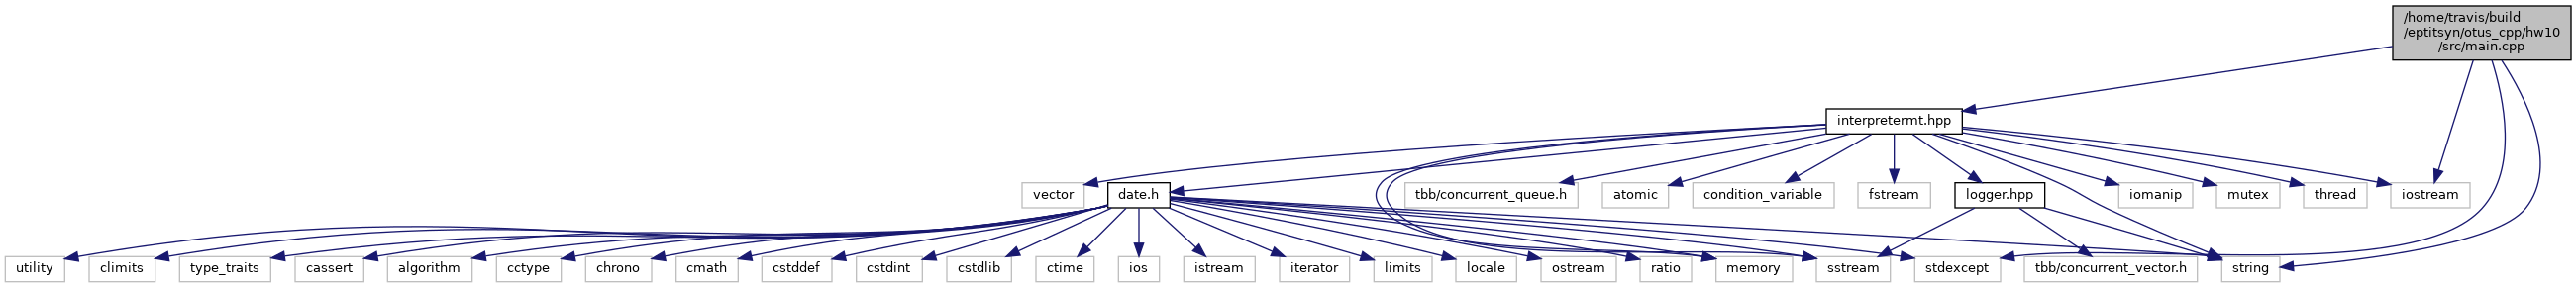 /home/travis/build
/eptitsyn/otus_cpp/hw10
/src/main.cpp
interpretermt.hpp
vector
date.h
tbb/concurrent_queue.h
atomic
condition_variable
fstream
logger.hpp
iomanip
mutex
thread
iostream
utility
climits
type_traits
cassert
algorithm
cctype
chrono
cmath
cstddef
cstdint
cstdlib
ctime
ios
istream
iterator
limits
locale
ostream
ratio
memory
sstream
stdexcept
tbb/concurrent_vector.h
string